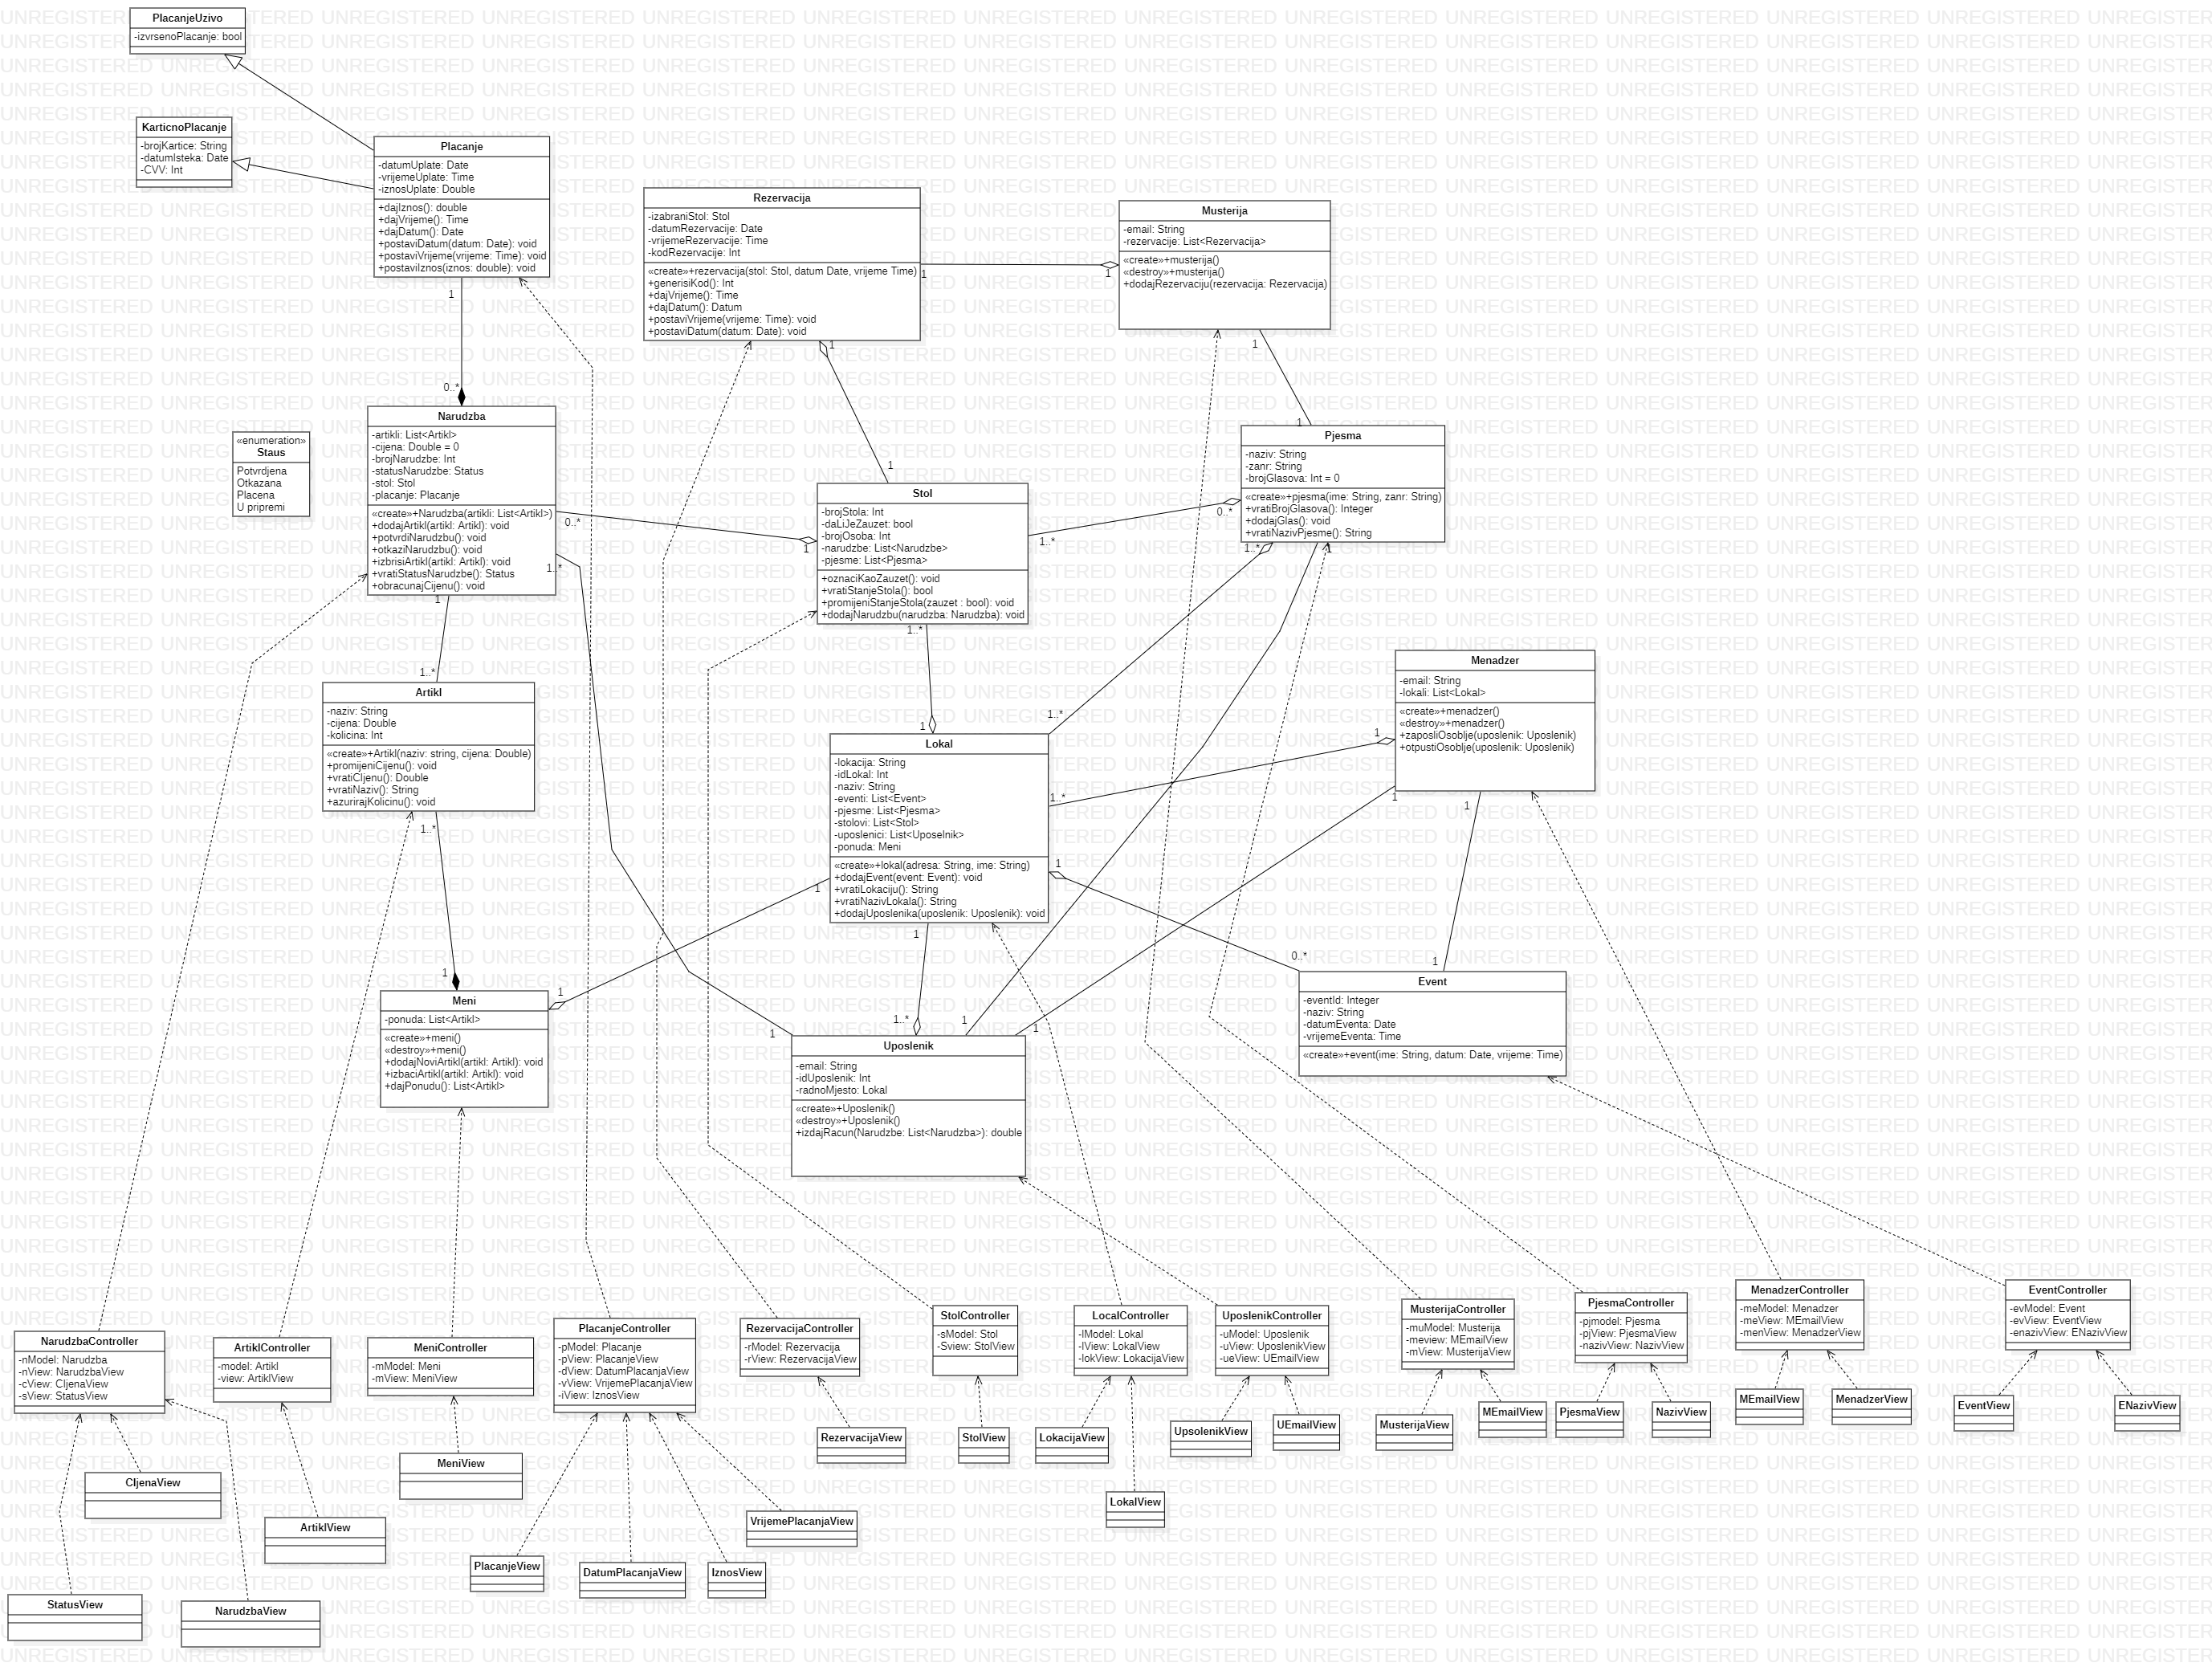 PlacanjeUzivo
-izvrsenoPlacanje: bool
KarticnoPlacanje
-brojKartice: String
-datumIsteka: Date
-CVV: Int
Placanje
-datumUplate: Date
-vrijemeUplate: Time
-iznosUplate: Double
+dajIznos(): double
+dajVrijeme(): Time
+dajDatum(): Date
+postaviDatum(datum: Date): void
+postaviVrijeme(vrijeme: Time): void
+postaviIznos(iznos: double): void
1
0..*
Rezervacija
-izabraniStol: Stol
-datumRezervacije: Date
-vrijemeRezervacije: Time
-kodRezervacije: Int
«create»+rezervacija(stol: Stol, datum Date, vrijeme Time)
+generisiKod(): Int
+dajVrijeme(): Time
+dajDatum(): Datum
+postaviVrijeme(vrijeme: Time): void
+postaviDatum(datum: Date): void
1
1
1
1
Musterija
-email: String
-rezervacije: List<Rezervacija>
«create»+musterija()
«destroy»+musterija()
+dodajRezervaciju(rezervacija: Rezervacija)
1
1
«enumeration»
Staus
Potvrdjena
Otkazana
Placena
U pripremi
Narudzba
-artikli: List<Artikl>
-cijena: Double = 0
-brojNarudzbe: Int
-statusNarudzbe: Status
-stol: Stol
-placanje: Placanje
«create»+Narudzba(artikli: List<Artikl>)
+dodajArtikl(artikl: Artikl): void
+potvrdiNarudzbu(): void
+otkaziNarudzbu(): void
+izbrisiArtikl(artikl: Artikl): void
+vratiStatusNarudzbe(): Status
+obracunajCijenu(): void
0..*
1
1..*
1
1..*
Stol
-brojStola: Int
-daLiJeZauzet: bool
-brojOsoba: Int
-narudzbe: List<Narudzbe>
-pjesme: List<Pjesma>
+oznaciKaoZauzet(): void
+vratiStanjeStola(): bool
+promijeniStanjeStola(zauzet : bool): void
+dodajNarudzbu(narudzba: Narudzba): void
1..*
0..*
1..*
1
Pjesma
-naziv: String
-zanr: String
-brojGlasova: Int = 0
«create»+pjesma(ime: String, zanr: String)
+vratiBrojGlasova(): Integer
+dodajGlas(): void
+vratiNazivPjesme(): String
1..*
1
1..*
Artikl
-naziv: String
-cijena: Double
-kolicina: Int
«create»+Artikl(naziv: string, cijena: Double)
+promijeniCijenu(): void
+vratiCIjenu(): Double
+vratiNaziv(): String
+azurirajKolicinu(): void
1..*
1
Lokal
-lokacija: String
-idLokal: Int
-naziv: String
-eventi: List<Event>
-pjesme: List<Pjesma>
-stolovi: List<Stol>
-uposlenici: List<Uposelnik>
-ponuda: Meni
«create»+lokal(adresa: String, ime: String)
+dodajEvent(event: Event): void
+vratiLokaciju(): String
+vratiNazivLokala(): String
+dodajUposlenika(uposlenik: Uposlenik): void
1..*
1
1
0..*
1
1
1
1..*
Menadzer
-email: String
-lokali: List<Lokal>
«create»+menadzer()
«destroy»+menadzer()
+zaposliOsoblje(uposlenik: Uposlenik)
+otpustiOsoblje(uposlenik: Uposlenik)
1
1
1
1
Meni
-ponuda: List<Artikl>
«create»+meni()
«destroy»+meni()
+dodajNoviArtikl(artikl: Artikl): void
+izbaciArtikl(artikl: Artikl): void
+dajPonudu(): List<Artikl>
Uposlenik
-email: String
-idUposlenik: Int
-radnoMjesto: Lokal
«create»+Uposlenik()
«destroy»+Uposlenik()
+izdajRacun(Narudzbe: List<Narudzba>): double
1
1
Event
-eventId: Integer
-naziv: String
-datumEventa: Date
-vrijemeEventa: Time
«create»+event(ime: String, datum: Date, vrijeme: Time)
NarudzbaController
-nModel: Narudzba
-nView: NarudzbaView
-cView: CIjenaView
-sView: StatusView
ArtiklController
-model: Artikl
-view: ArtiklView
MeniController
-mModel: Meni
-mView: MeniView
PlacanjeController
-pModel: Placanje
-pView: PlacanjeView
-dView: DatumPlacanjaView
-vView: VrijemePlacanjaView
-iView: IznosView
RezervacijaController
-rModel: Rezervacija
-rView: RezervacijaView
StolController
-sModel: Stol
-Sview: StolView
LocalController
-lModel: Lokal
-lView: LokalView
-lokView: LokacijaView
UposlenikController
-uModel: Uposlenik
-uView: UposlenikView
-ueView: UEmailView
MusterijaController
-muModel: Musterija
-meview: MEmailView
-mView: MusterijaView
PjesmaController
-pjmodel: Pjesma
-pjView: PjesmaView
-nazivView: NazivView
MenadzerController
-meModel: Menadzer
-meView: MEmailView
-menView: MenadzerView
EventController
-evModel: Event
-evView: EventView
-enazivView: ENazivView
CIjenaView
ArtiklView
MeniView
StatusView
NarudzbaView
PlacanjeView
DatumPlacanjaView
IznosView
VrijemePlacanjaView
RezervacijaView
StolView
LokacijaView
LokalView
UpsolenikView
UEmailView
MusterijaView
MEmailView
PjesmaView
NazivView
MEmailView
MenadzerView
EventView
ENazivView